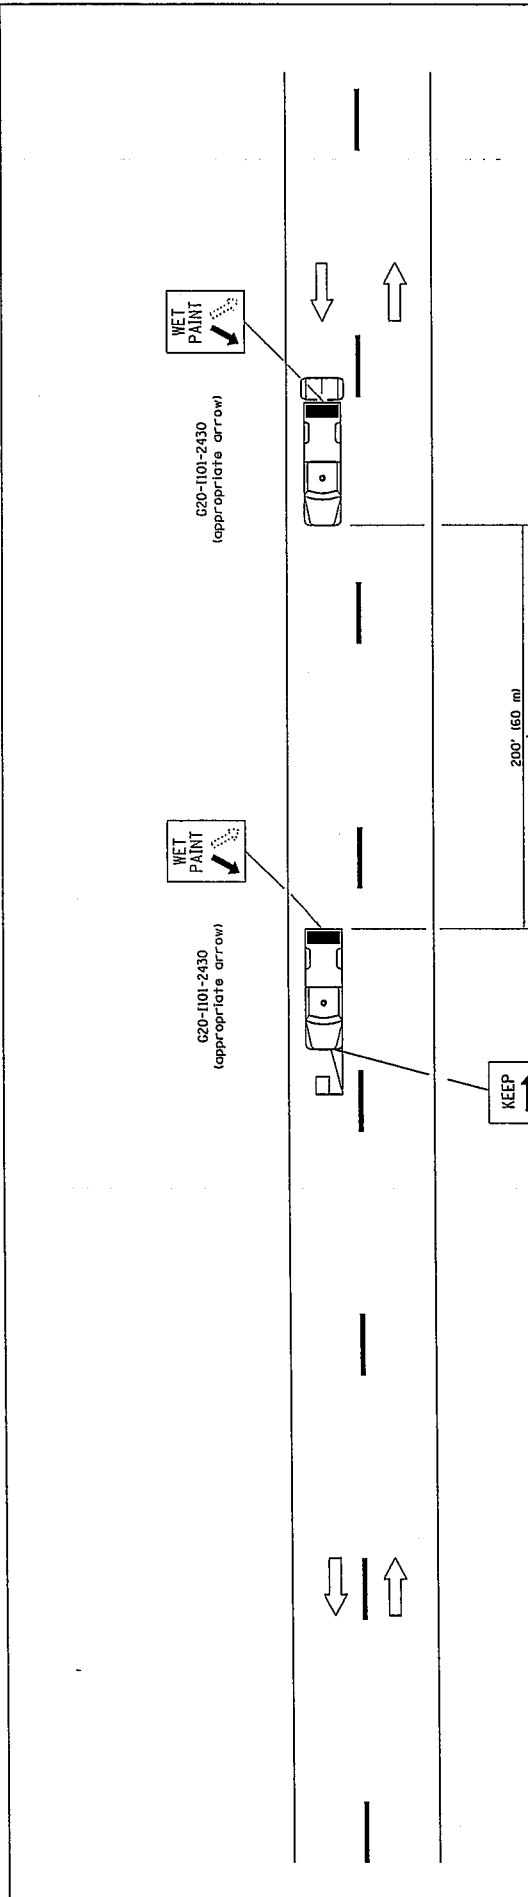 WET
PAINT
G20-I101-2430
(appropriate arrow)
WET
PAINT
G20-I101-2430
(appropriate arrow)
200' (60 m)
KEEP